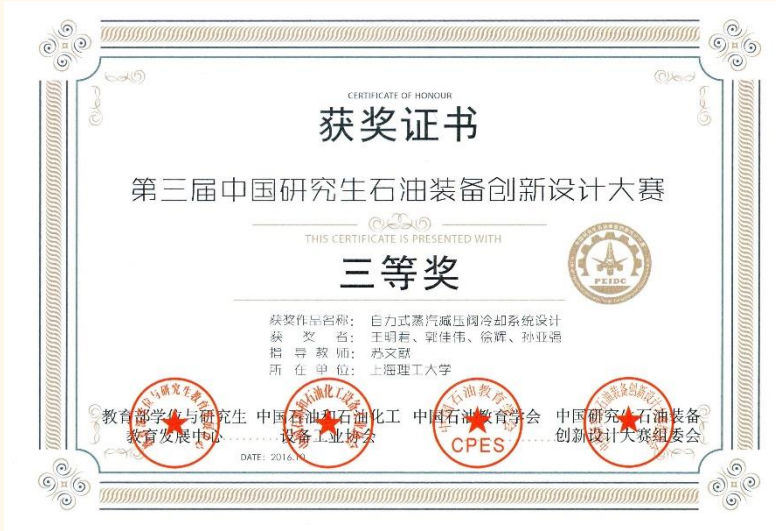 CERTIFICATE OF HONOUR
获奖证书
第三届中国研究生石油装备创新设计大赛
THIS CERTIFICATE IS PRESENTED WITH
三等奖
PEIDC
获奖作品名称： 自力式蒸汽减压阀冷却系统设计
获 奖 者： 王明君、郭佳伟、徐辉、孙亚强
指 导 教 师： 苏文献
所 在 单 位： 上海理工大学
教育部学位与研究生 中国石油和石油化工 中国石油教育学会 中国研究生石油装备
教育发展中心 设备工业协会 创新设计大赛组委会
CPES
DATE: 2016.10